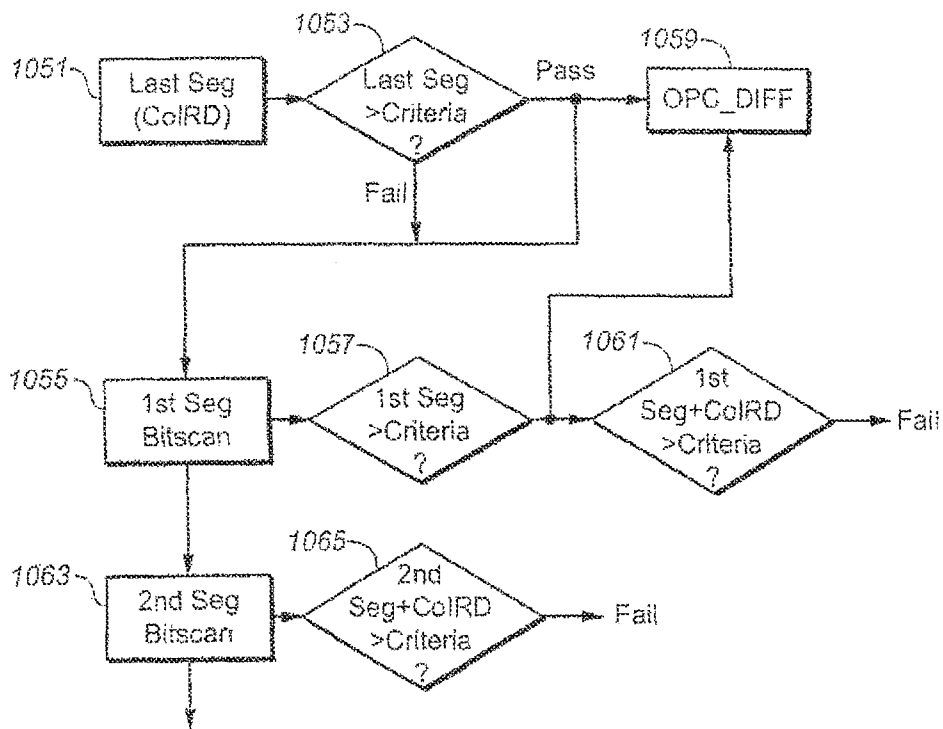 1051
Last Seg
(ColRD)
1053
Last Seg
>Criteria
?
Pass
Fail
1059
OPC_DIFF
1055
1st Seg
Bitscan
1057
1st Seg
>Criteria
?
1061
1st
Seg+ColRD
>Criteria
?
Fail
1063
2nd Seg
Bitscan
1065
2nd
Seg+ColRD
>Criteria
?
Fail